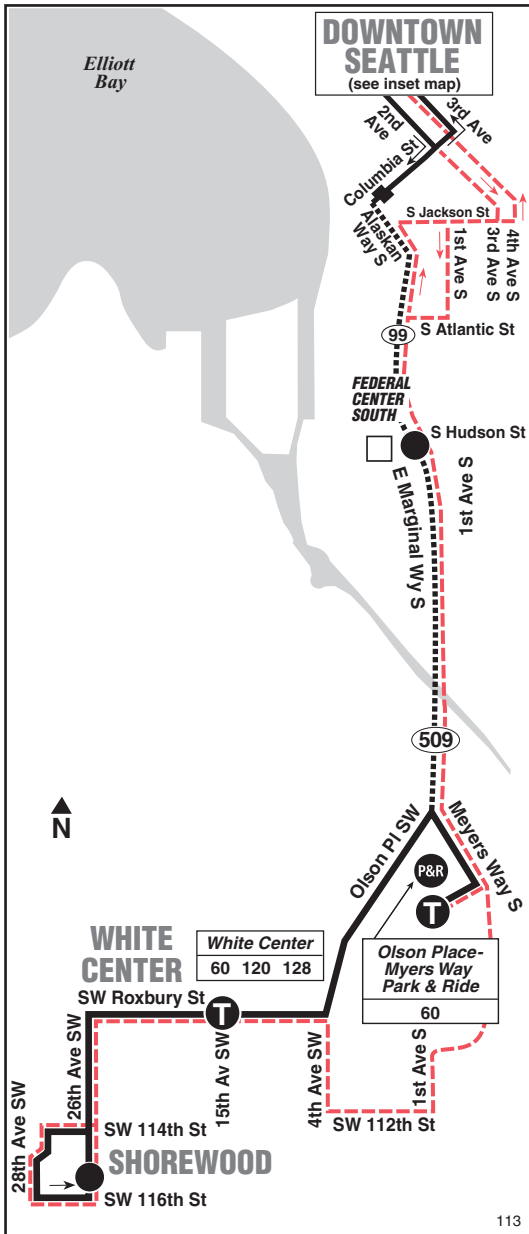 DOWNTOWN
SEATTLE
(see inset map)
Elliott
Bay
2nd
Ave
3rd Ave
Columbia St
Alaskan
Way S
S Jackson St
1st Ave S
3rd Ave S
4th Ave S
S Atlantic St
99
FEDERAL
CENTER
SOUTH
S Hudson St
E Marginal Wy S
1st Ave S
509
N
Olson Pl SW
Meyers Way S
P&R
T
WHITE
CENTER
White Center
60 120 128
Olson Place-
Myers Way
Park & Ride
60
SW Roxbury St
T
26th Ave SW
15th Av SW
4th Ave SW
1st Ave S
SW 112th St
28th Ave SW
SW 114th St
SHOREWOOD
SW 116th St
113